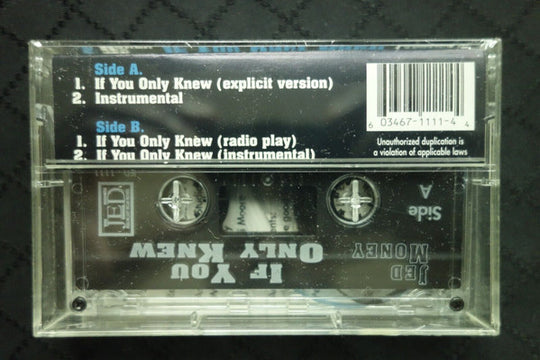 Side A.
1. If You Only Knew (explicit version)
2. Instrumental
Side B.
1. If You Only Knew (radio play)
2. If You Only Knew (instrumental)
6 03467-1111-4 4
Unauthorized duplication is
a violation of applicable laws
JED
Side
A
JED
MONEY
IF YOU
ONLY KNEW